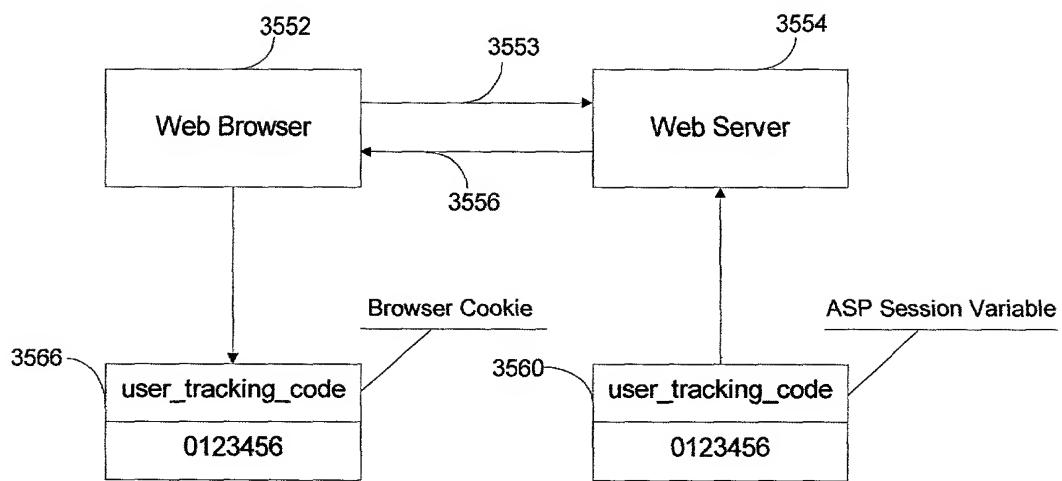 3552
3553
3554
Web Browser
Web Server
3556
Browser Cookie
ASP Session Variable
3566
user_tracking_code
0123456
3560
user_tracking_code
0123456